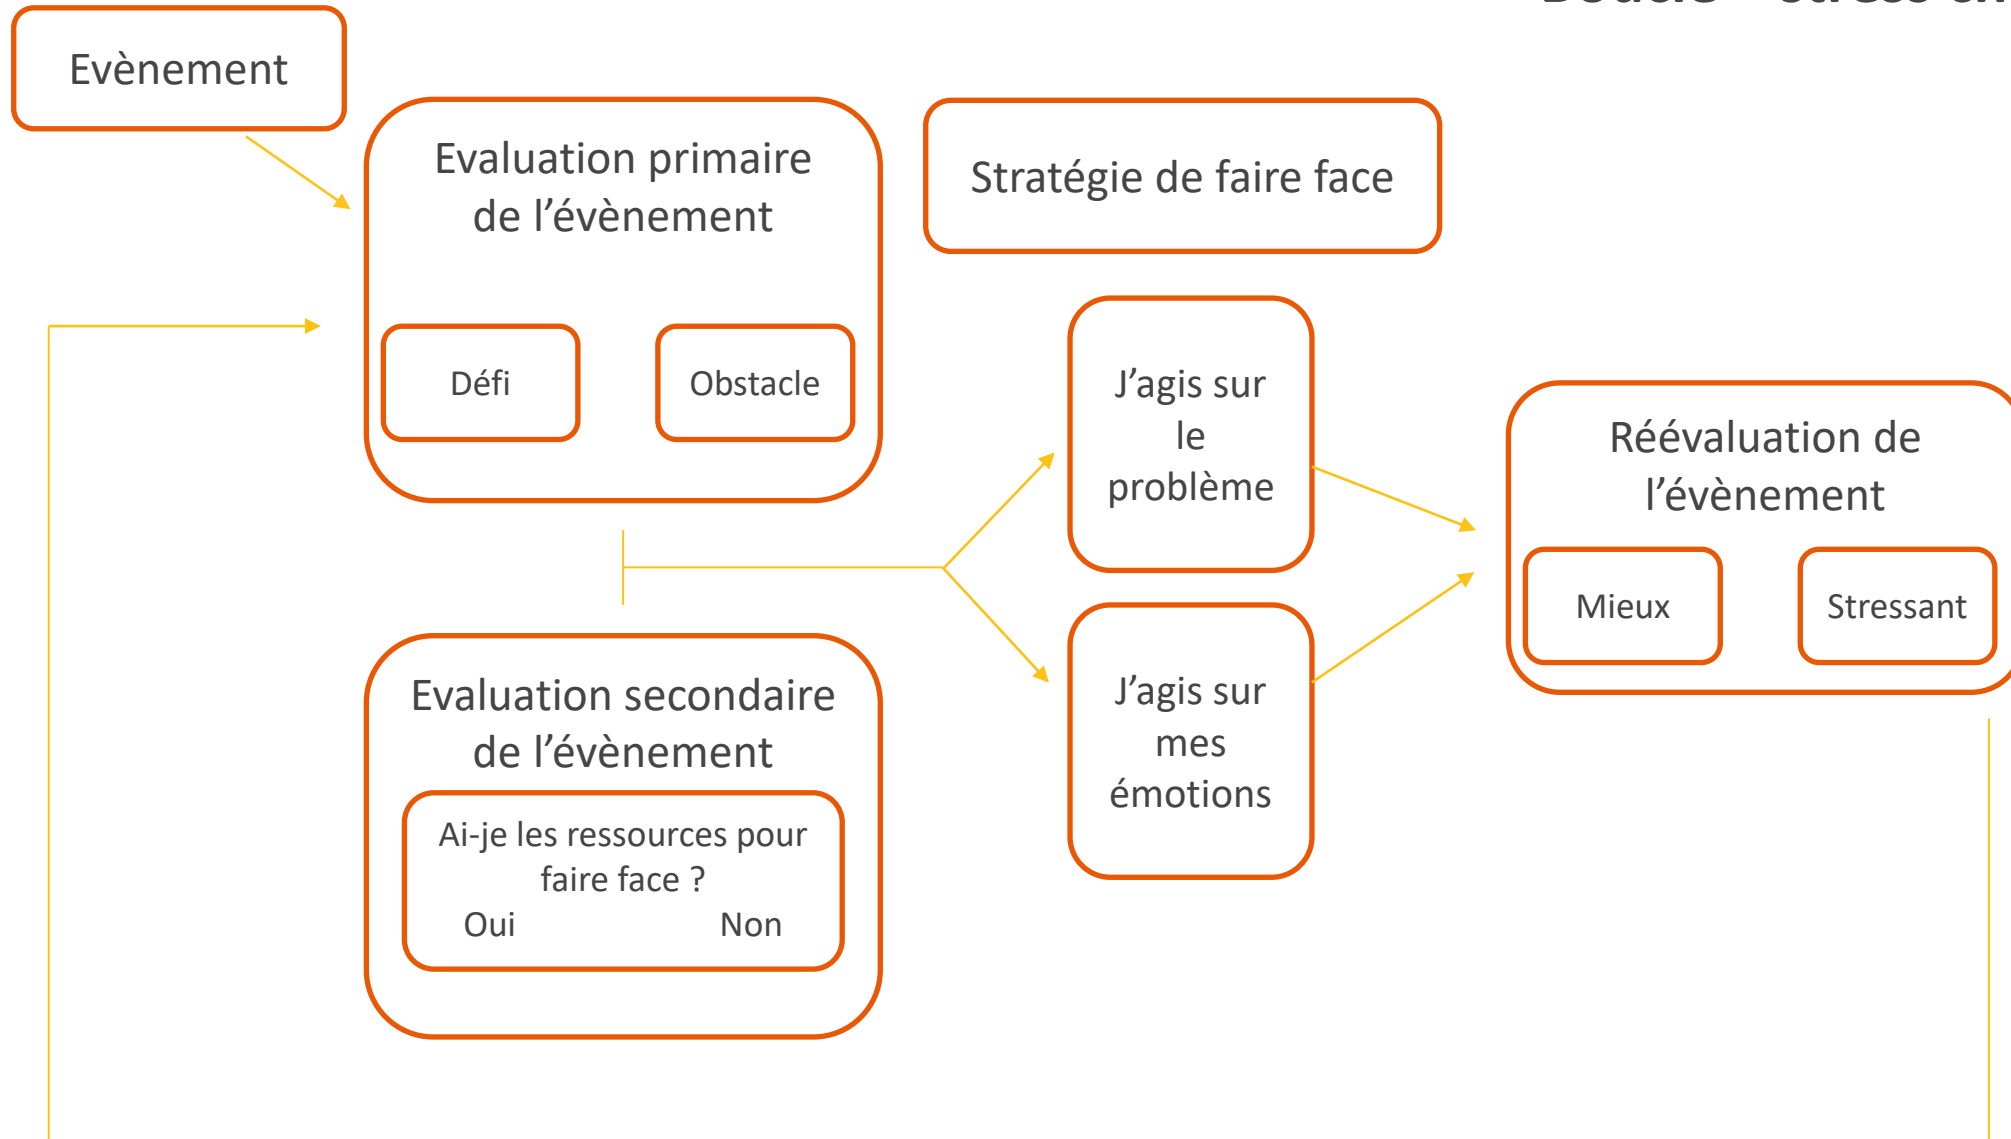 Evènement
Evaluation primaire
de l’évènement
Défi
Obstacle
Stratégie de faire face
J’agis sur
le
problème
J’agis sur
mes
émotions
Réévaluation de
l’évènement
Mieux
Stressant
Evaluation secondaire
de l’évènement
Ai-je les ressources pour
faire face ?
Oui Non